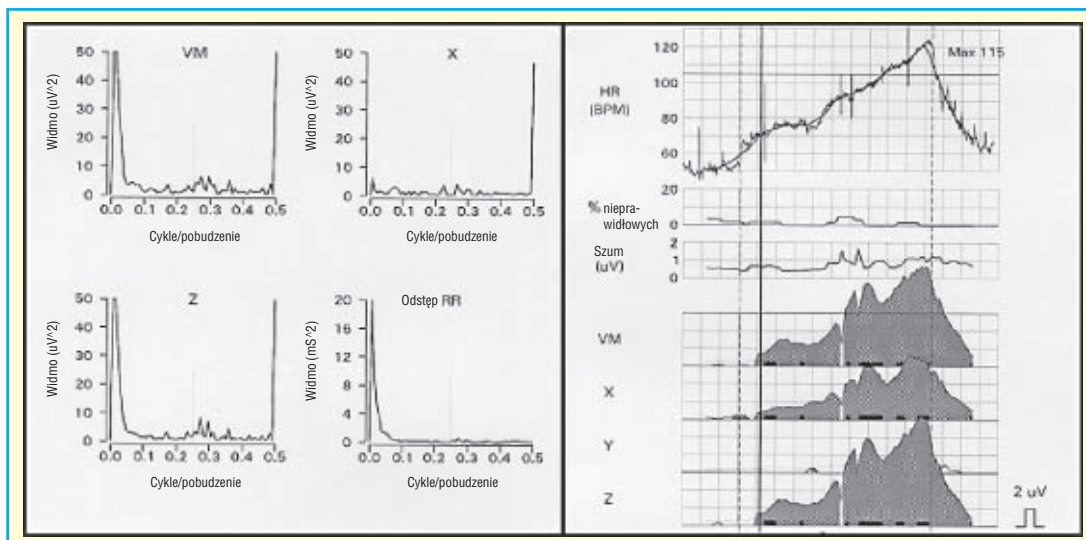 VM
Widmo (uV^2)
50
40
30
20
10
0
0.0 0.1 0.2 0.3 0.4 0.5
Cykle/pobudzenie
X
Widmo (uV^2)
50
40
30
20
10
0
0.0 0.1 0.2 0.3 0.4 0.5
Cykle/pobudzenie
Z
Widmo (uV^2)
50
40
30
20
10
0
0.0 0.1 0.2 0.3 0.4 0.5
Cykle/pobudzenie
Odstęp RR
Widmo (mS^2)
20
16
12
8
4
0
0.0 0.1 0.2 0.3 0.4 0.5
Cykle/pobudzenie
HR
(BPM)
120
100
80
60
Max 115
% niepra-
widłowych
20
0
Szum
(uV)
2
1
0
VM
X
Y
Z
2 uV